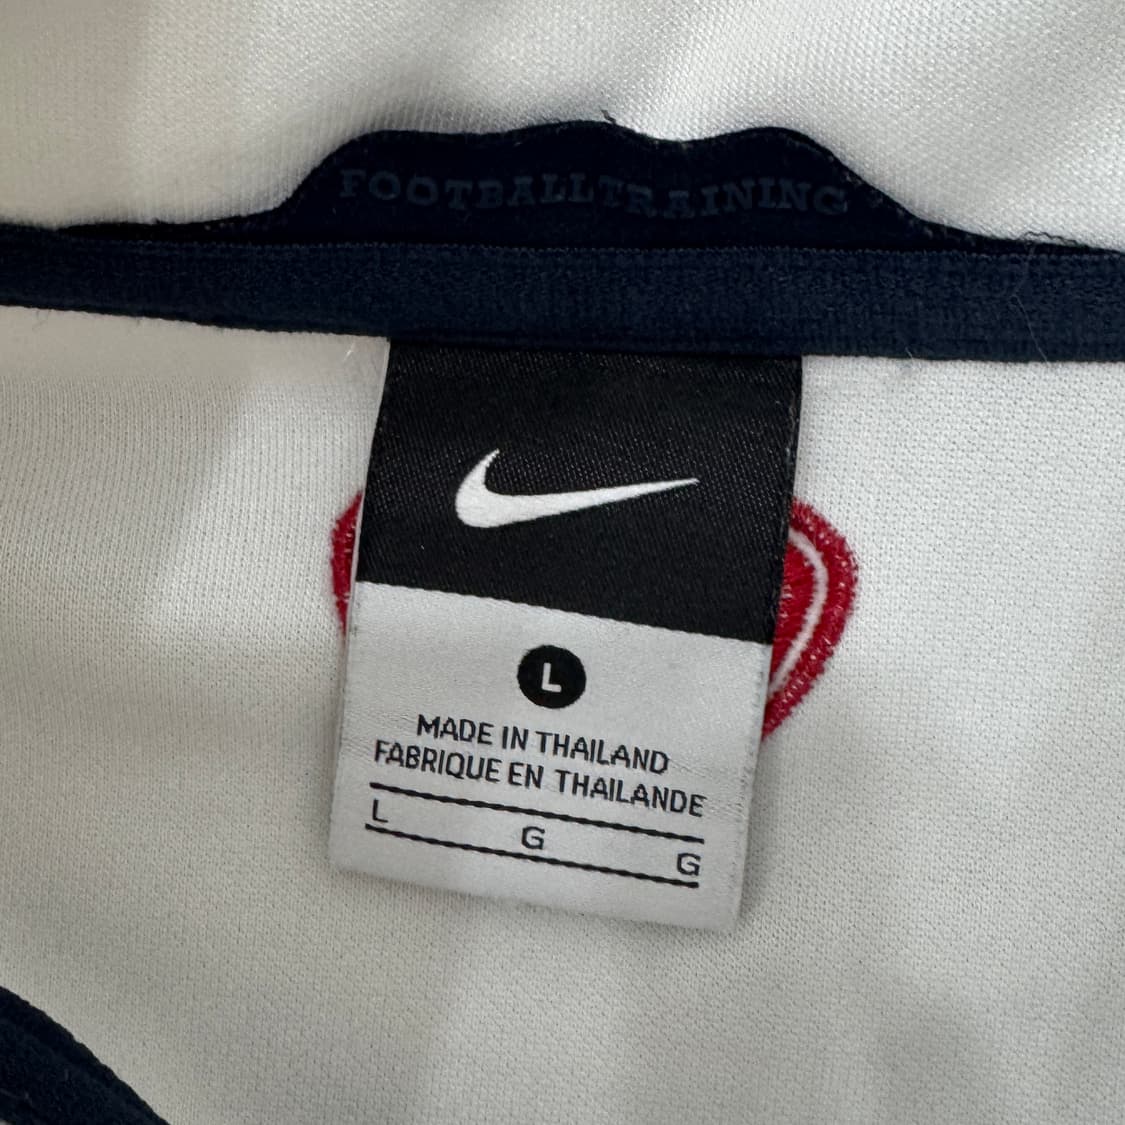 FOOTBALLTRAINING
L
MADE IN THAILAND
FABRIQUE EN THAILANDE
L G G